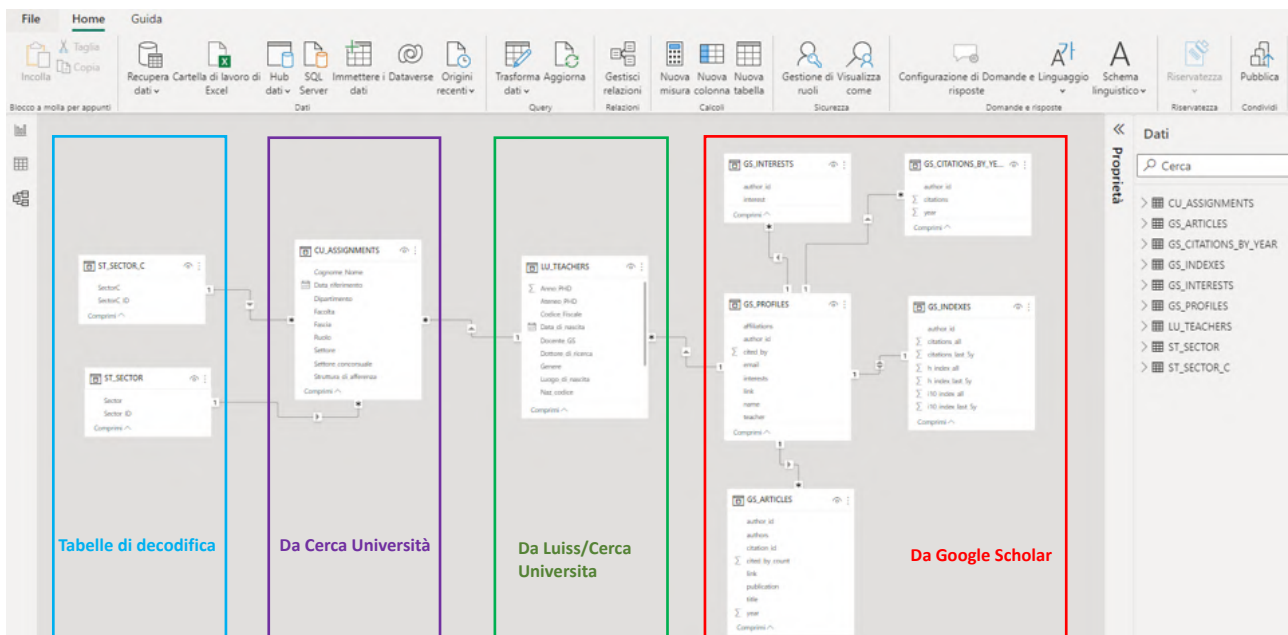 File Home Guida
Taglia
Copia
Incolla
Recupera dati
Cartella di lavoro di Excel
Hub dati
SQL Server
Immettere i dati
Dataverse
Origini recenti
Trasforma dati
Aggiorna
Gestisci relazioni
Nuova misura
Nuova colonna
Nuova tabella
Gestione di ruoli
Visualizza come
Configurazione di Domande e risposte
Linguaggio
Schema linguistico
Riservatezza
Pubblica
Blocco a molla per appunti
Dati
Query
Relazioni
Calcoli
Sicurezza
Domande e risposte
Riservatezza
Condividi
ST_SECTOR_C
SectorC
SectorC ID
Comprimi
ST_SECTOR
Sector
Sector ID
Comprimi
Tabelle di decodifica
CU_ASSIGNMENTS
Cognome Nome
Data riferimento
Dipartimento
Facolta
Fascia
Ruolo
Settore
Settore concorsuale
Struttura di afferenza
Comprimi
Da Cerca Università
LU_TEACHERS
Anno PHD
Ateneo PHD
Codice Fiscale
Data di nascita
Docente GS
Dottore di ricerca
Genere
Luogo di nascita
Naz codice
Comprimi
Da Luiss/Cerca
Universita
GS_INTERESTS
author id
interest
Comprimi
GS_CITATIONS_BY_YE...
author id
citations
year
Comprimi
GS_PROFILES
affiliations
author id
cited by
email
interests
link
name
teacher
Comprimi
GS_INDEXES
author id
citations all
citations last 5y
h index all
h index last 5y
i10 index all
i10 index last 5y
Comprimi
GS_ARTICLES
author id
authors
citation id
cited by count
link
publication
title
year
Comprimi
Da Google Scholar
Proprietà
Dati
Cerca
CU_ASSIGNMENTS
GS_ARTICLES
GS_CITATIONS_BY_YEAR
GS_INDEXES
GS_INTERESTS
GS_PROFILES
LU_TEACHERS
ST_SECTOR
ST_SECTOR_C